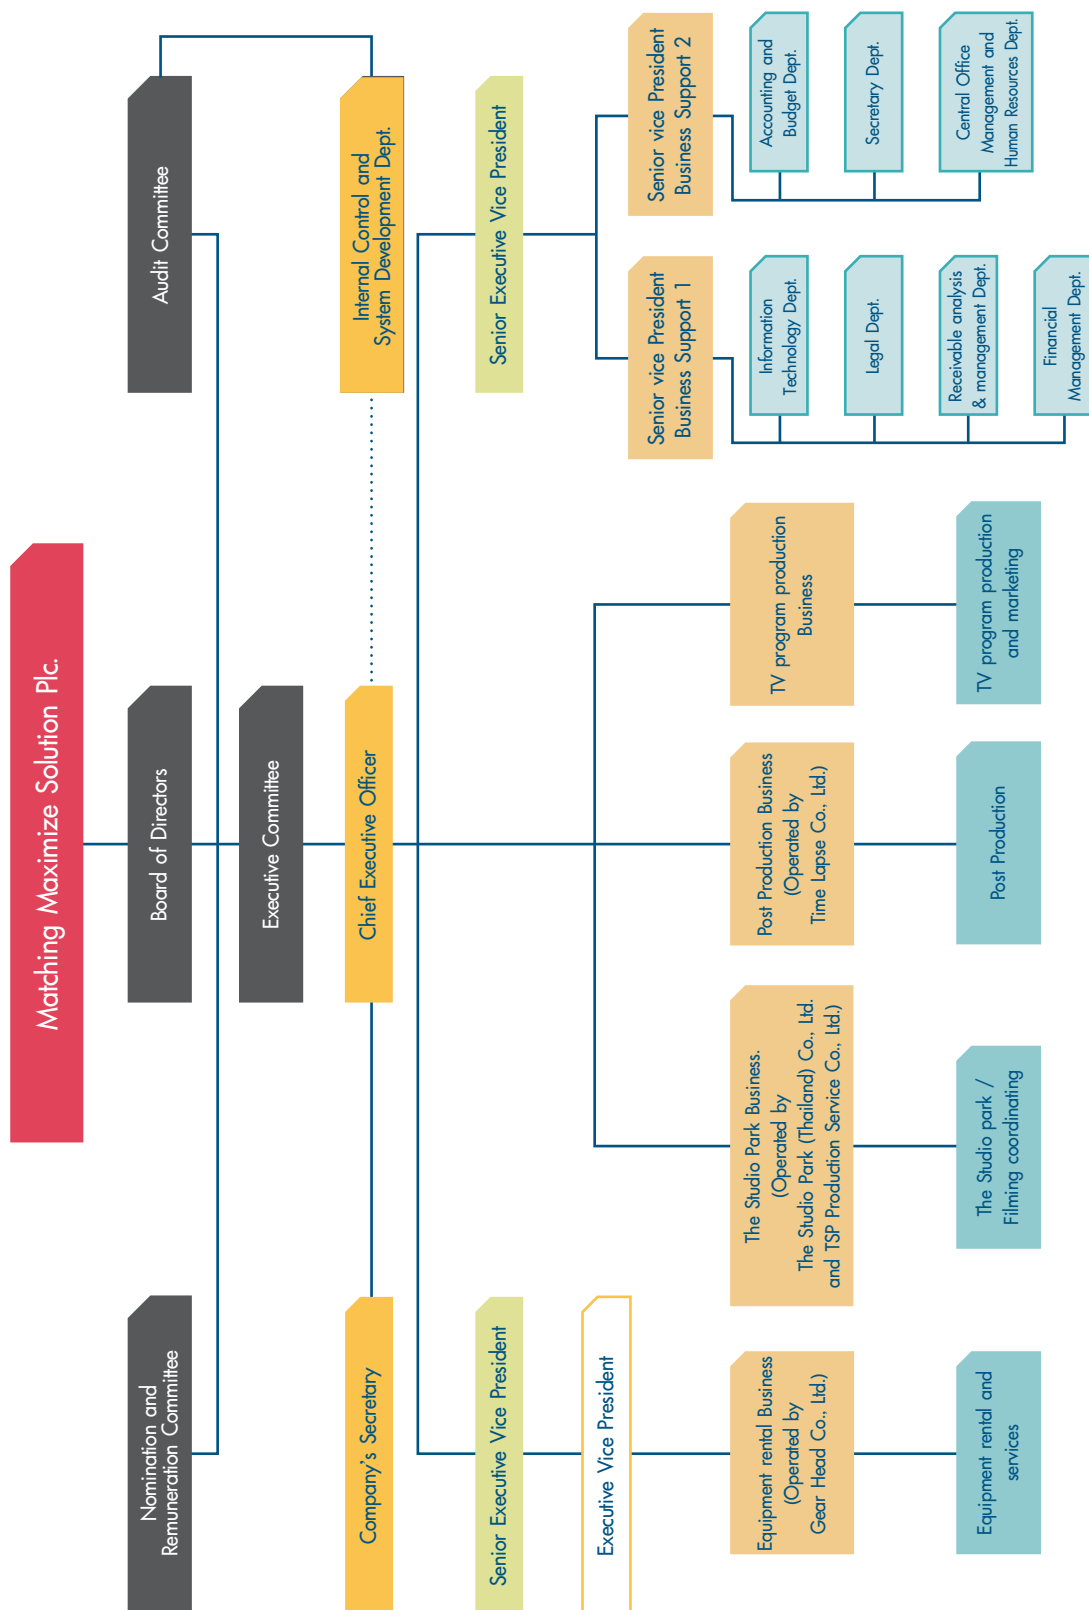 Matching Maximize Solution Plc.
Nomination and
Remuneration Committee
Board of Directors
Audit Committee
Executive Committee
Company's Secretary
Chief Executive Officer
Internal Control and
System Development Dept.
Senior Executive Vice President
Senior Executive Vice President
Executive Vice President
Equipment rental Business
(Operated by
Gear Head Co., Ltd.)
The Studio Park Business.
(Operated by
The Studio Park (Thailand) Co., Ltd.
and TSP Production Service Co., Ltd.)
Post Production Business
(Operated by
Time Lapse Co., Ltd.)
TV program production
Business
Equipment rental and
services
The Studio park /
Filming coordinating
Post Production
TV program production
and marketing
Senior vice President
Business Support 1
Information
Technology Dept.
Legal Dept.
Receivable analysis
& management Dept.
Financial
Management Dept.
Senior vice President
Business Support 2
Accounting and
Budget Dept.
Secretary Dept.
Central Office
Management and
Human Resources Dept.